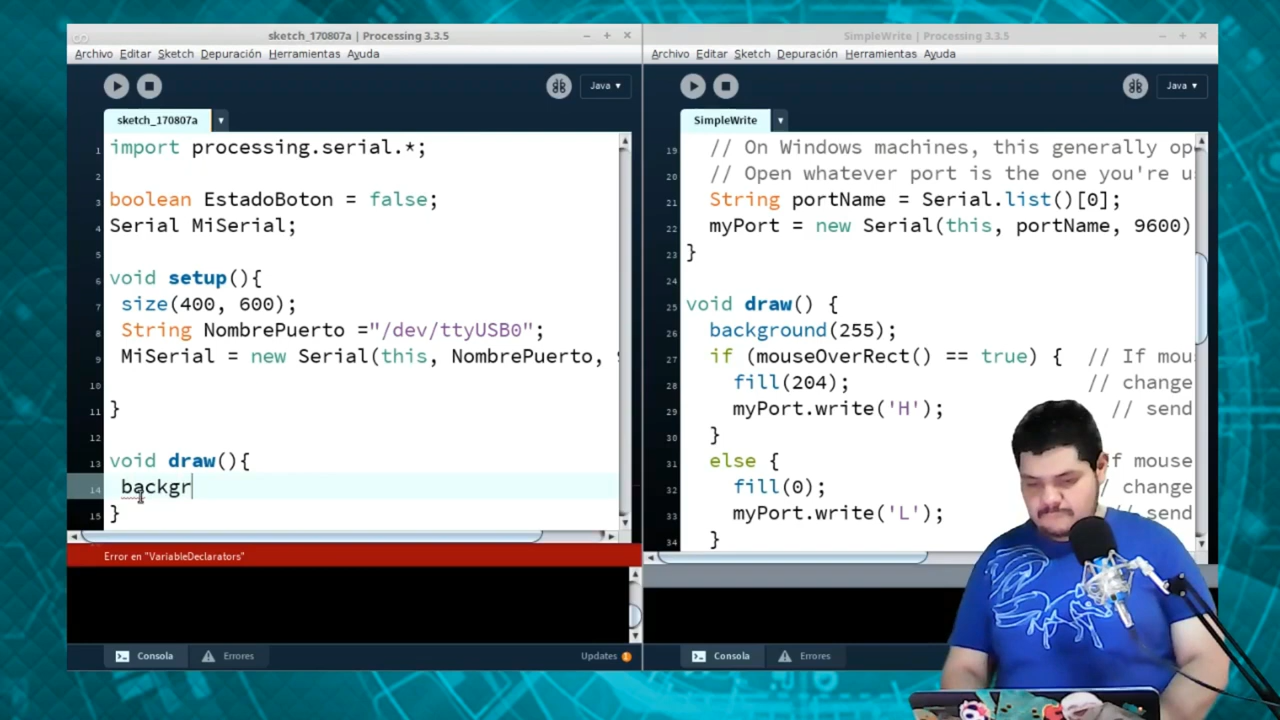 sketch_170807a | Processing 3.3.5
Archivo Editar Sketch Depuración Herramientas Ayuda
Java ▾
sketch_170807a
1 import processing.serial.*;
2
3 boolean EstadoBoton = false;
4 Serial MiSerial;
5
6 void setup(){
7 size(400, 600);
8 String NombrePuerto ="/dev/ttyUSB0";
9 MiSerial = new Serial(this, NombrePuerto,
10
11 }
12
13 void draw(){
14 backgr
15 }
Error en "VariableDeclarators"
Consola Errores Updates 1
SimpleWrite | Processing 3.3.5
Archivo Editar Sketch Depuración Herramientas Ayuda
Java ▾
SimpleWrite
19 // On Windows machines, this generally op
20 // Open whatever port is the one you're u
21 String portName = Serial.list()[0];
22 myPort = new Serial(this, portName, 9600)
23 }
24
25 void draw() {
26 background(255);
27 if (mouseOverRect() == true) { // If mou
28 fill(204); // change
29 myPort.write('H'); // send
30 }
31 else { If mouse
32 fill(0); // change
33 myPort.write('L'); // send
34 }
Consola Errores